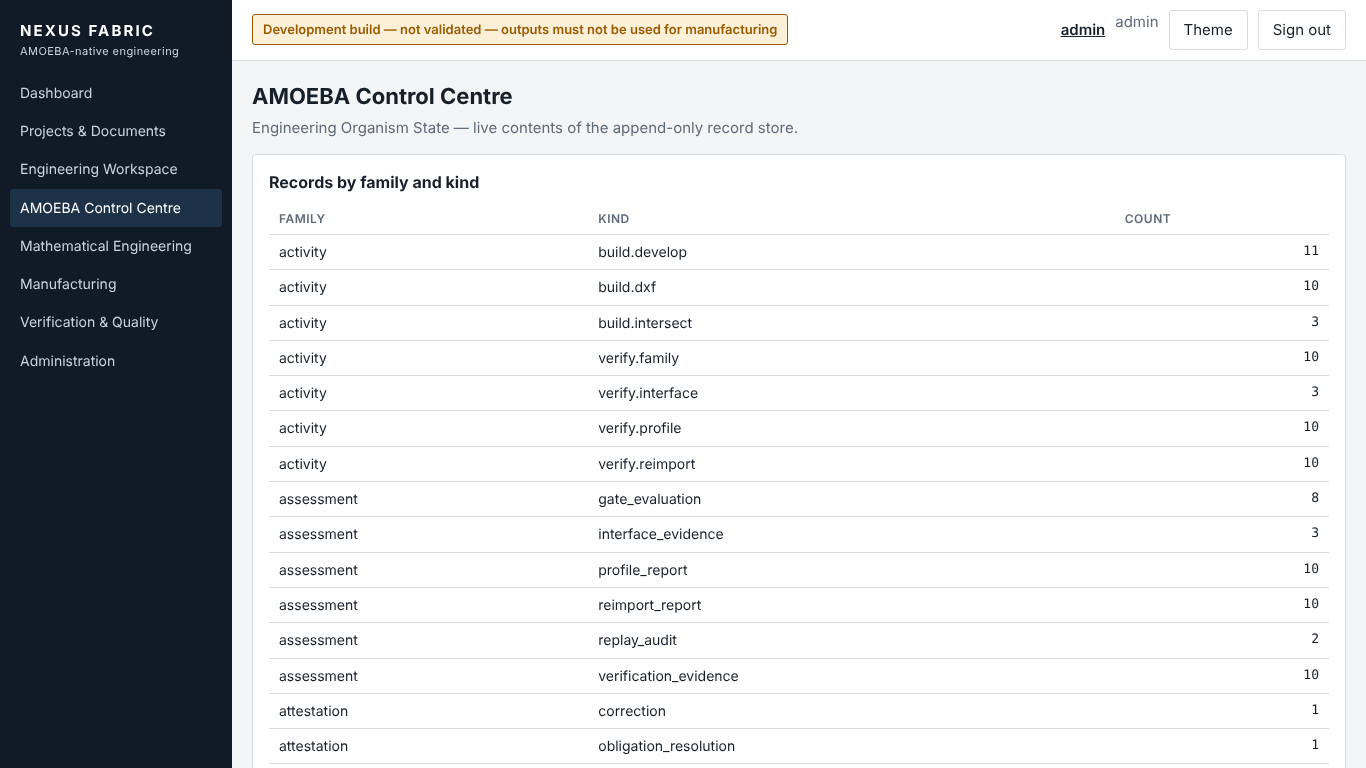 NEXUS FABRIC
AMOEBA-native engineering
Dashboard
Projects & Documents
Engineering Workspace
AMOEBA Control Centre
Mathematical Engineering
Manufacturing
Verification & Quality
Administration
Development build — not validated — outputs must not be used for manufacturing
admin admin Theme Sign out
AMOEBA Control Centre
Engineering Organism State — live contents of the append-only record store.
Records by family and kind
FAMILY KIND COUNT
activity build.develop 11
activity build.dxf 10
activity build.intersect 3
activity verify.family 10
activity verify.interface 3
activity verify.profile 10
activity verify.reimport 10
assessment gate_evaluation 8
assessment interface_evidence 3
assessment profile_report 10
assessment reimport_report 10
assessment replay_audit 2
assessment verification_evidence 10
attestation correction 1
attestation obligation_resolution 1